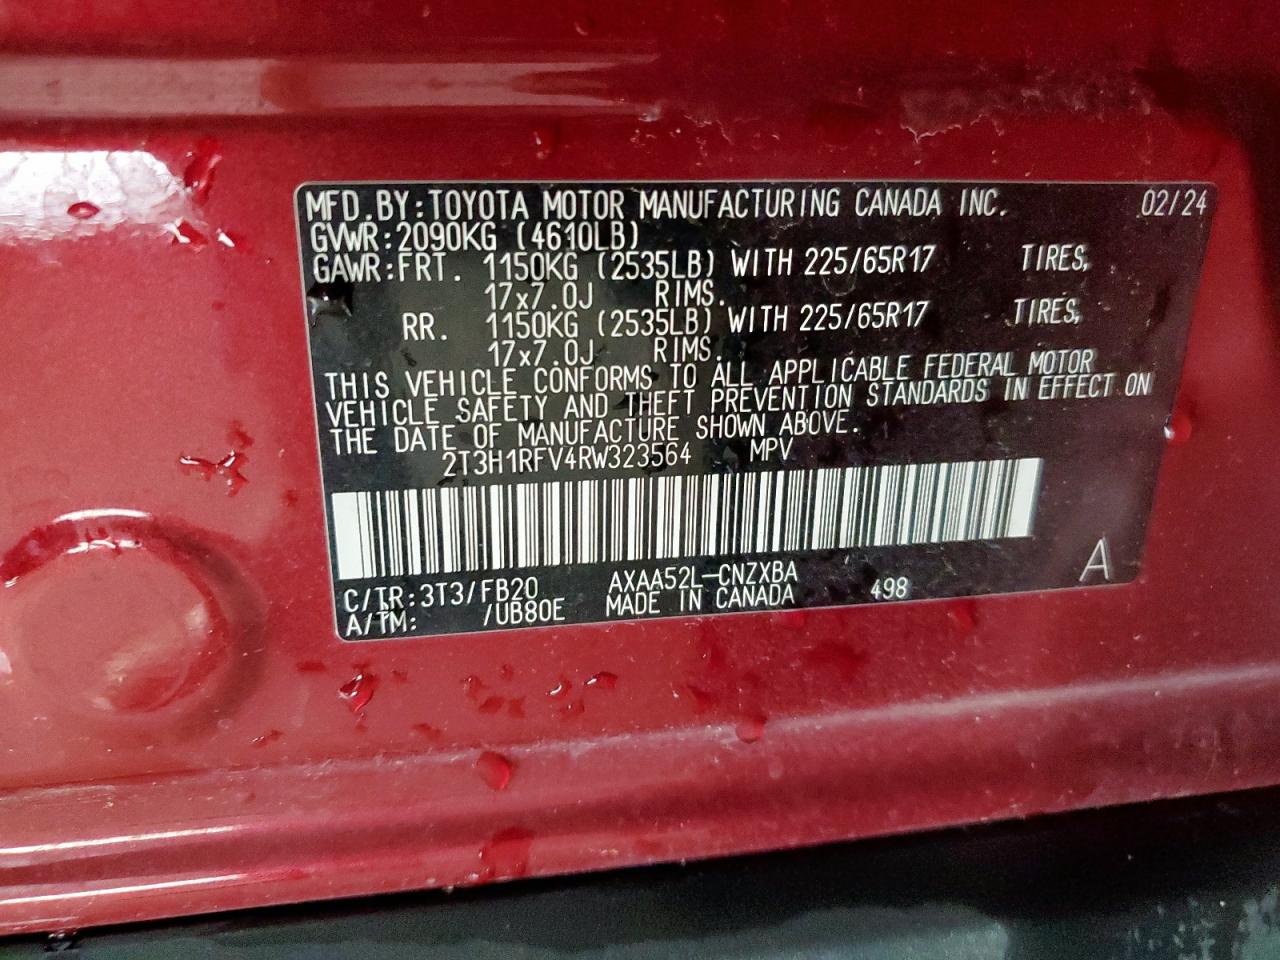 MFD.BY:TOYOTA MOTOR MANUFACTURING CANADA INC. 02/24
GVWR:2090KG (4610LB)
GAWR:FRT. 1150KG (2535LB) WITH 225/65R17 TIRES,
17x7.0J RIMS.
RR. 1150KG (2535LB) WITH 225/65R17 TIRES,
17x7.0J RIMS.
THIS VEHICLE CONFORMS TO ALL APPLICABLE FEDERAL MOTOR
VEHICLE SAFETY AND THEFT PREVENTION STANDARDS IN EFFECT ON
THE DATE OF MANUFACTURE SHOWN ABOVE.
2T3H1RFV4RW323564 MPV
C/TR:3T3/FB20 AXAA52L-CNZXBA 498 A
A/TM: /UB80E MADE IN CANADA